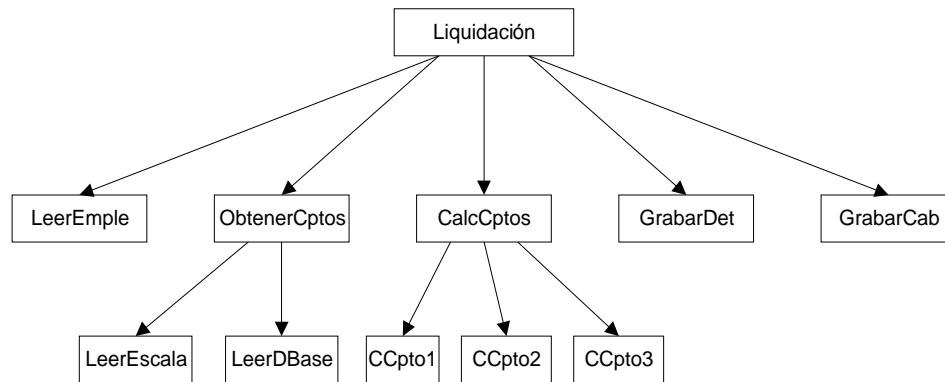 Liquidación
LeerEmple
ObtenerCptos
CalcCptos
GrabarDet
GrabarCab
LeerEscala
LeerDBase
CCpto1
CCpto2
CCpto3